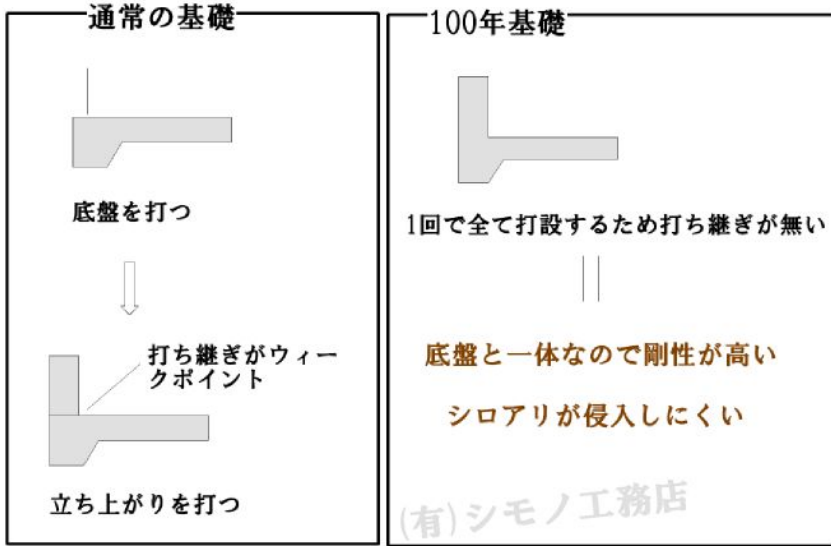 通常の基礎
底盤を打つ
打ち継ぎがウィー
クポイント
立ち上がりを打つ
100年基礎
1回で全て打設するため打ち継ぎが無い
底盤と一体なので剛性が高い
シロアリが侵入しにくい
(有)シモノ工務店